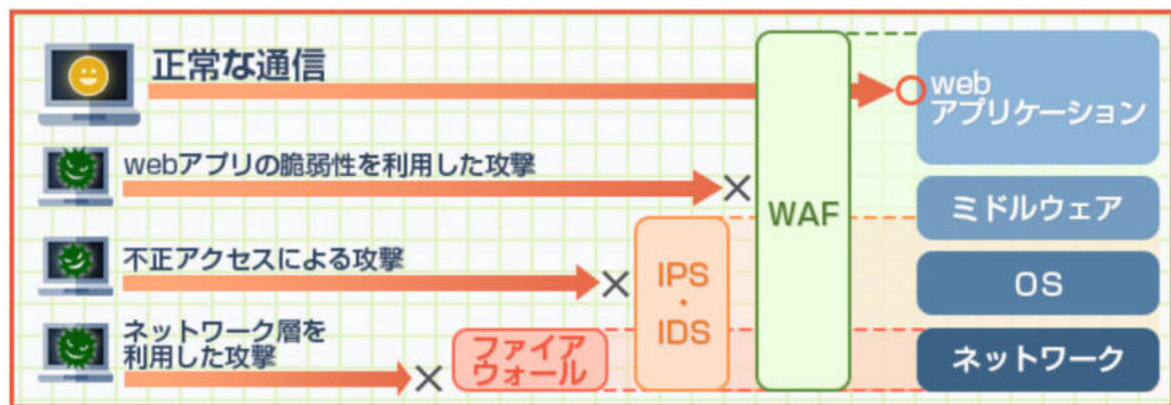 正常な通信
web
アプリケーション
webアプリの脆弱性を利用した攻撃
WAF
ミドルウェア
不正アクセスによる攻撃
IPS
・
IDS
OS
ネットワーク層を
利用した攻撃
ファイア
ウォール
ネットワーク